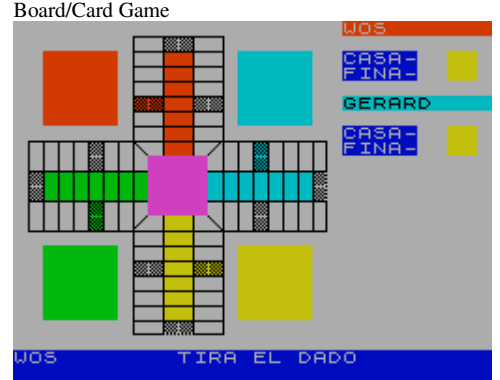 Board/Card Game
WOS
CASA-
FINA-
GERARD
CASA-
FINA-
WOS TIRA EL DADO